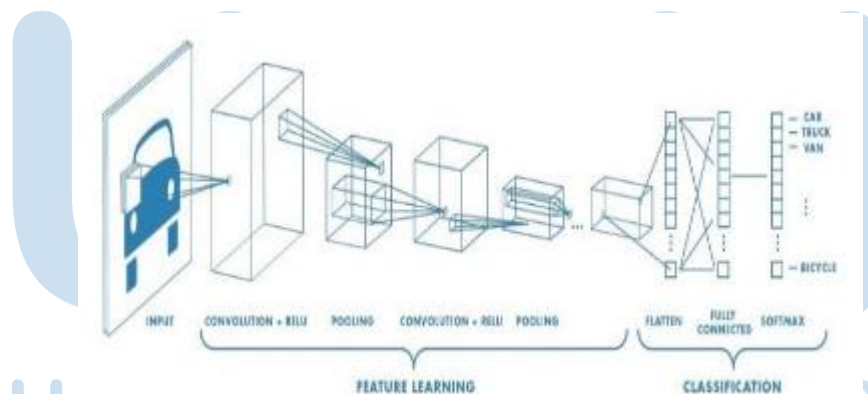 CAR
TRUCK
VAN
BICYCLE
INPUT
CONVOLUTION + RELU
POOLING
CONVOLUTION + RELU
POOLING
FLATTEN
FULLY
CONNECTED
SOFTMAX
FEATURE LEARNING
CLASSIFICATION